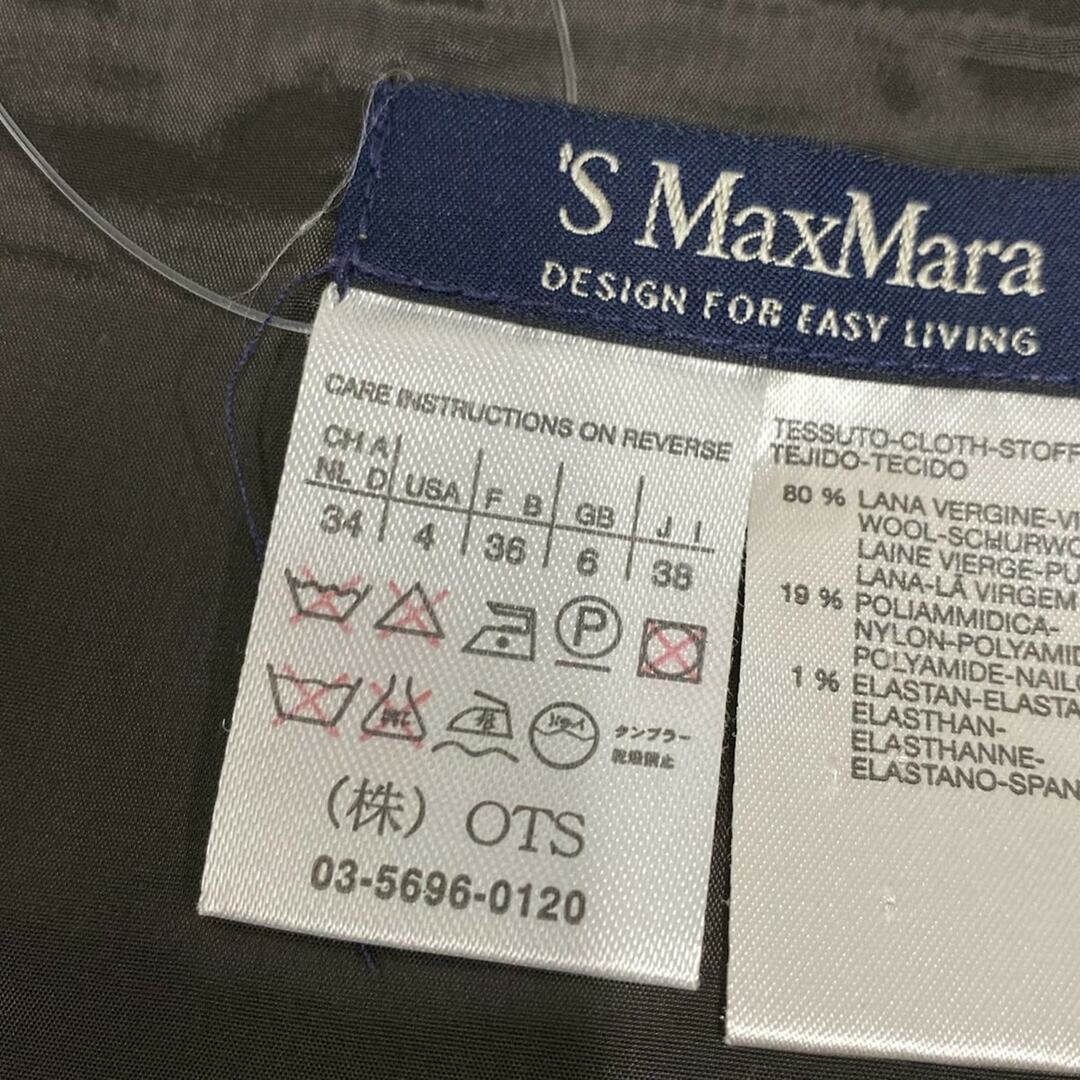 'S MaxMara
DESIGN FOR EASY LIVING
CARE INSTRUCTIONS ON REVERSE
CH A
NL D USA F B GB J I
34 4 36 6 38
P
(株) OTS
03-5696-0120
タンブラー
乾燥禁止
TESSUTO-CLOTH-STOFF
TEJIDO-TECIDO
80 % LANA VERGINE-VI
WOOL-SCHURWO
LAINE VIERGE-PU
LANA-LÃ VIRGEM
19 % POLIAMMIDICA-
NYLON-POLYAMID
POLYAMIDE-NAILO
1 % ELASTAN-ELASTA
ELASTHAN-
ELASTHANNE-
ELASTANO-SPAN